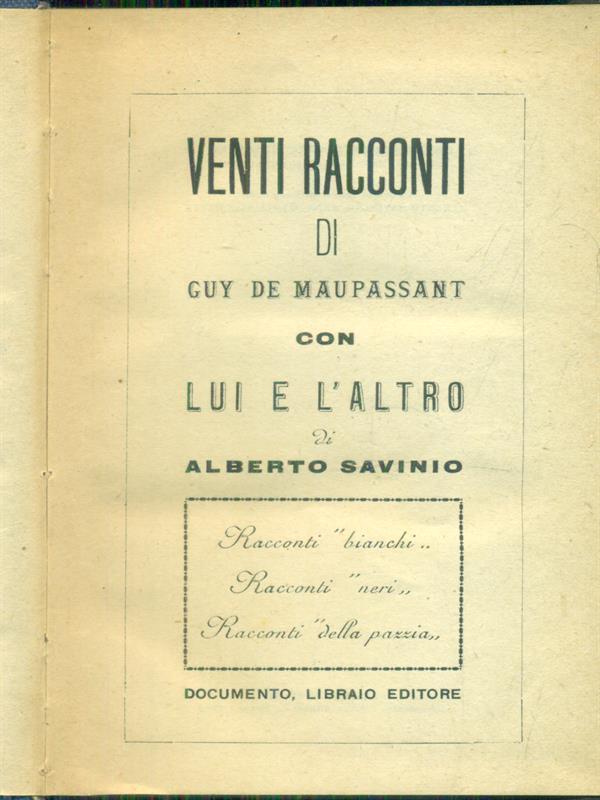 VENTI RACCONTI
DI
GUY DE MAUPASSANT
CON
LUI E L'ALTRO
di
ALBERTO SAVINIO
Racconti "bianchi„
Racconti "neri„
Racconti "della pazzia„
DOCUMENTO, LIBRAIO EDITORE